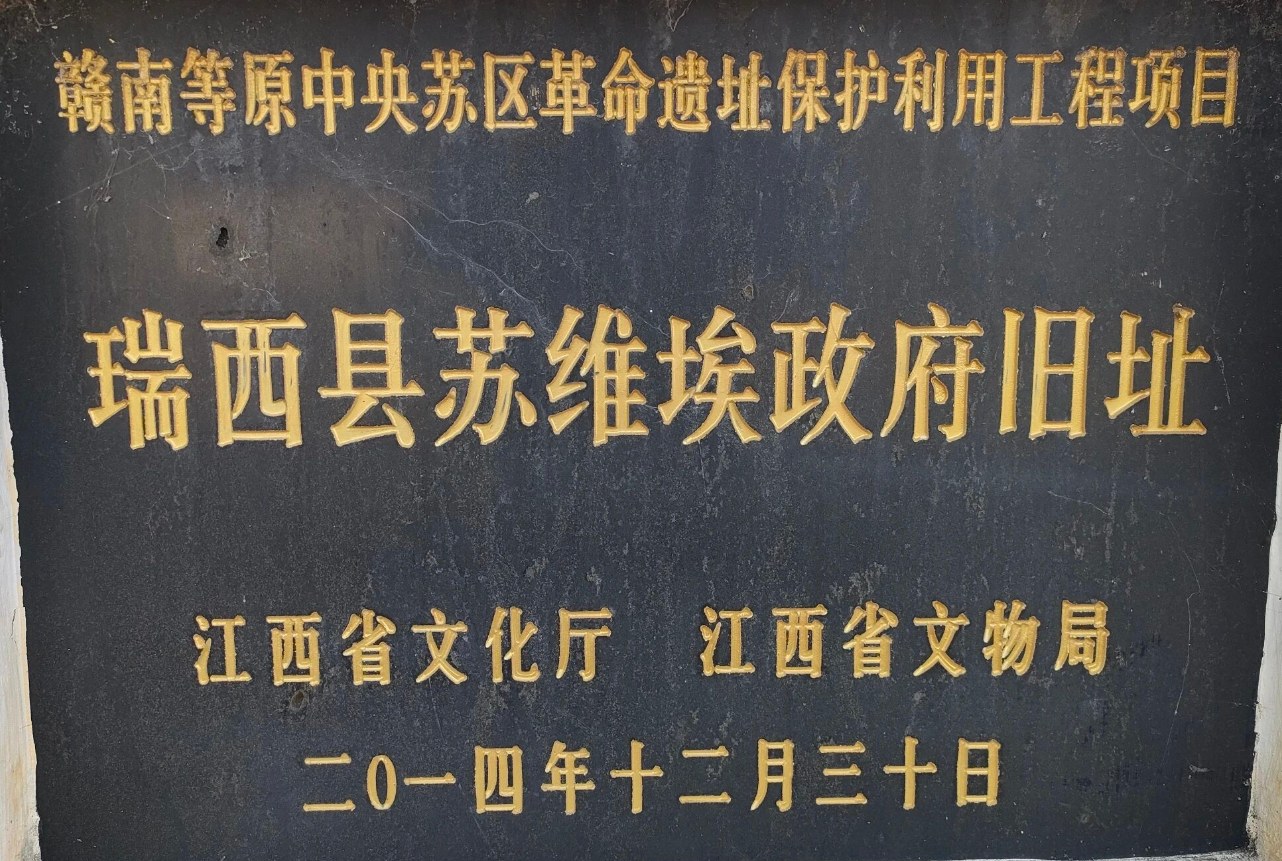 赣南等原中央苏区革命遗址保护利用工程项目
瑞西县苏维埃政府旧址
江西省文化厅 江西省文物局
二0一四年十二月三十日